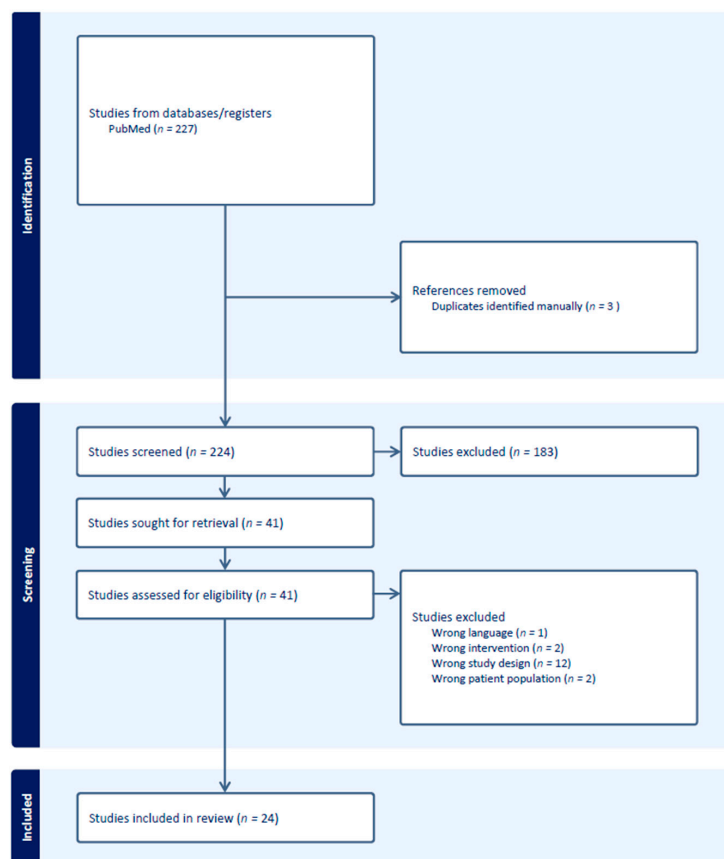 Identification
Studies from databases/registers
PubMed (n = 227)
References removed
Duplicates identified manually (n = 3 )
Screening
Studies screened (n = 224)
Studies excluded (n = 183)
Studies sought for retrieval (n = 41)
Studies assessed for eligibility (n = 41)
Studies excluded
Wrong language (n = 1)
Wrong intervention (n = 2)
Wrong study design (n = 12)
Wrong patient population (n = 2)
Included
Studies included in review (n = 24)